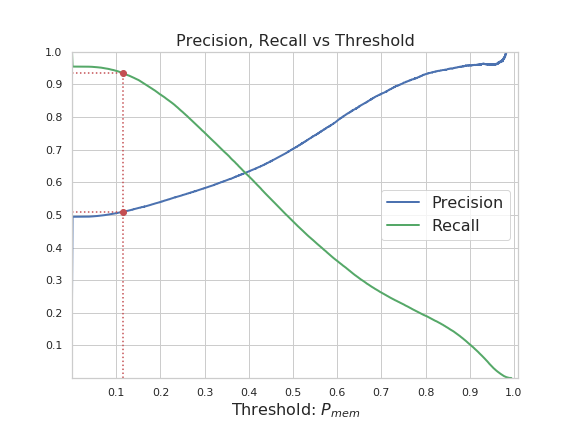 Precision, Recall vs Threshold
1.0
0.9
0.8
0.7
0.6
0.5
0.4
0.3
0.2
0.1
Precision
Recall
0.1 0.2 0.3 0.4 0.5 0.6 0.7 0.8 0.9 1.0
Threshold: P_mem